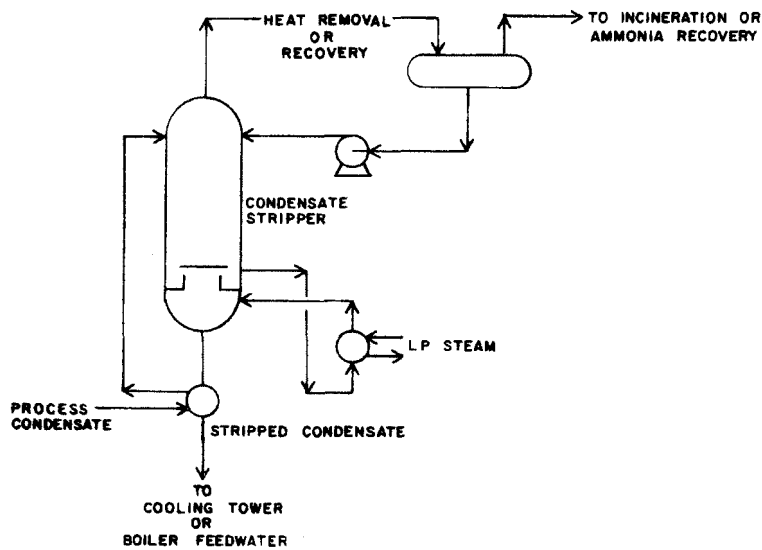 HEAT REMOVAL
OR
RECOVERY
TO INCINERATION OR
AMMONIA RECOVERY
CONDENSATE
STRIPPER
LP STEAM
PROCESS
CONDENSATE
STRIPPED CONDENSATE
TO
COOLING TOWER
OR
BOILER FEEDWATER